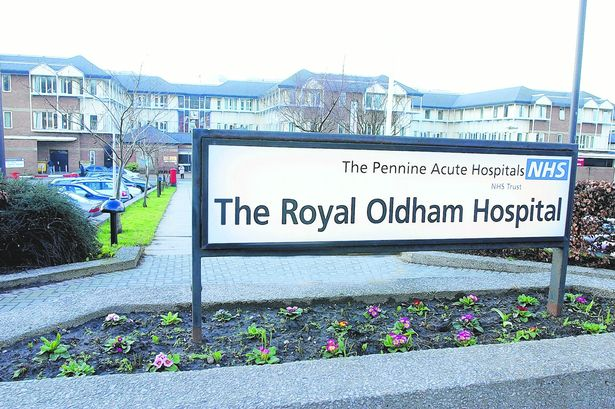 The Pennine Acute Hospitals NHS
NHS Trust
The Royal Oldham Hospital